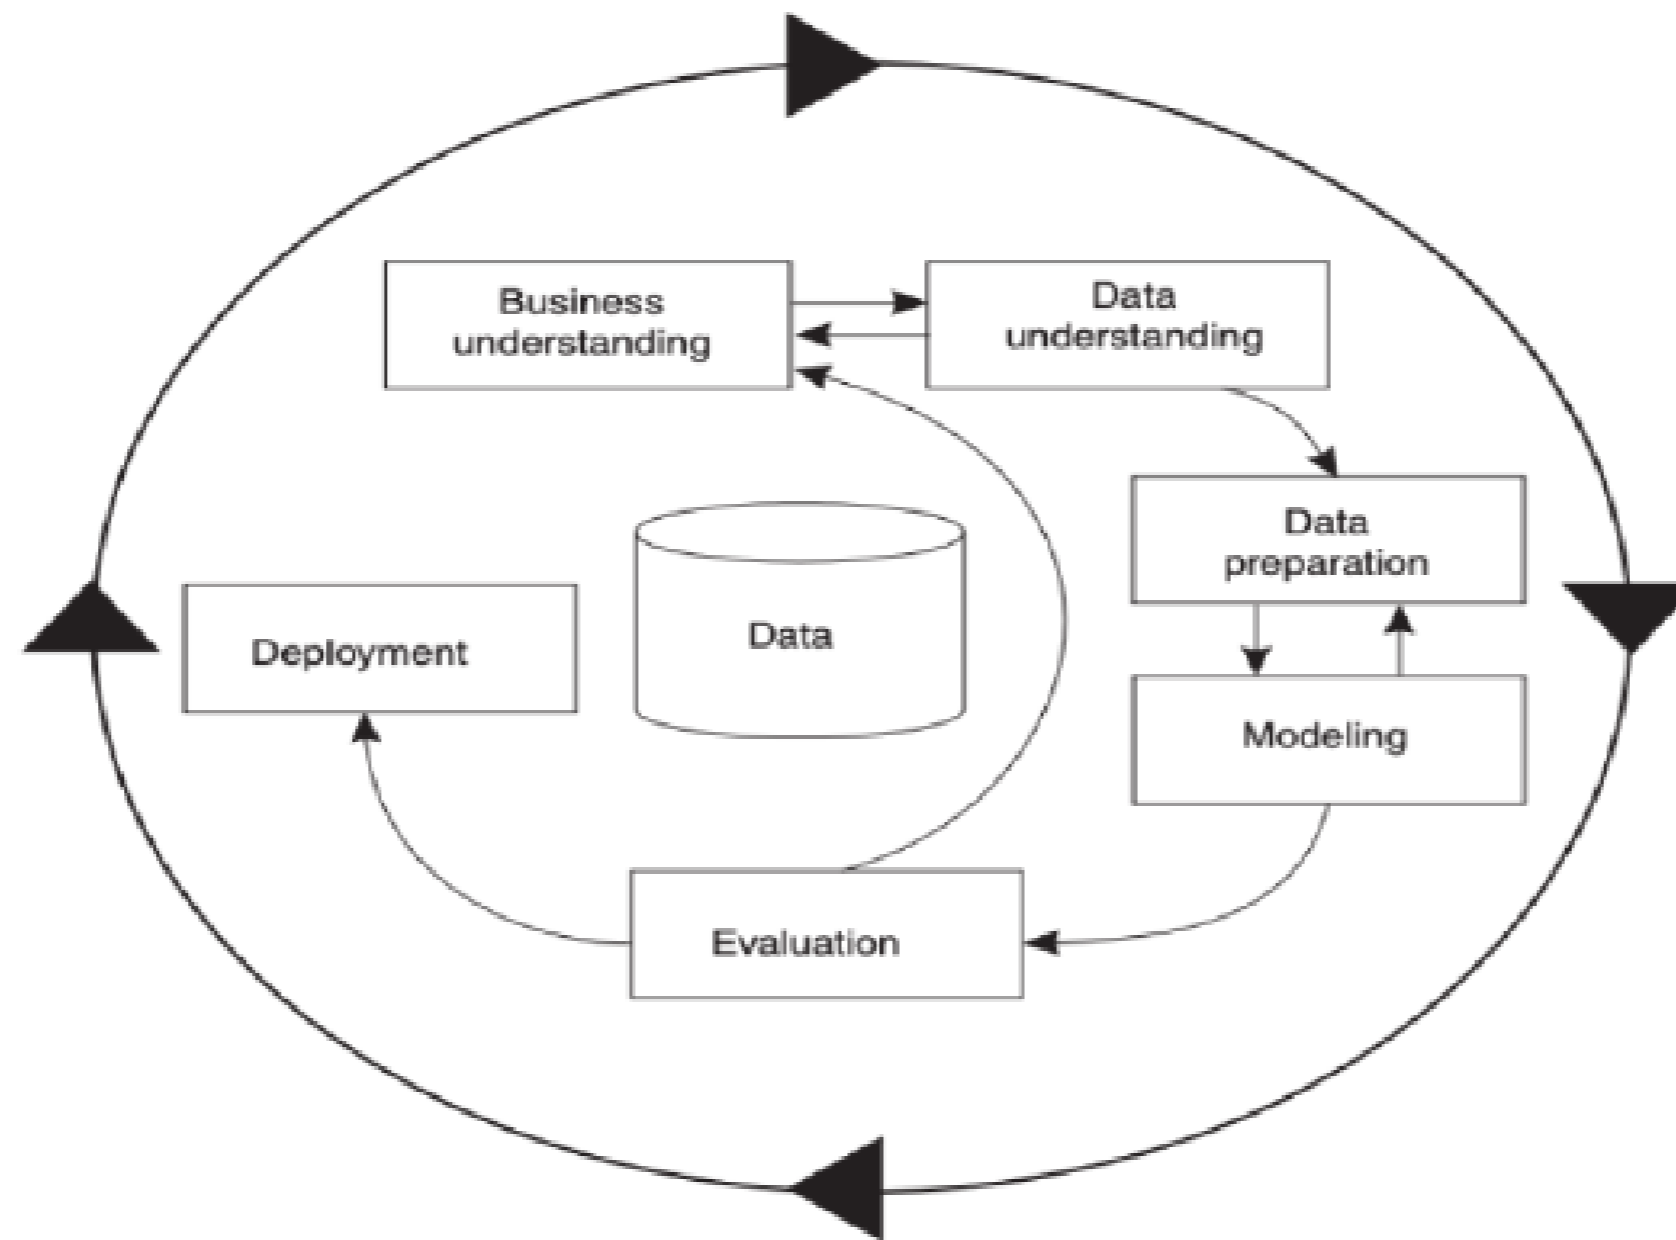 Business
understanding
Data
understanding
Data
preparation
Deployment
Data
Modeling
Evaluation